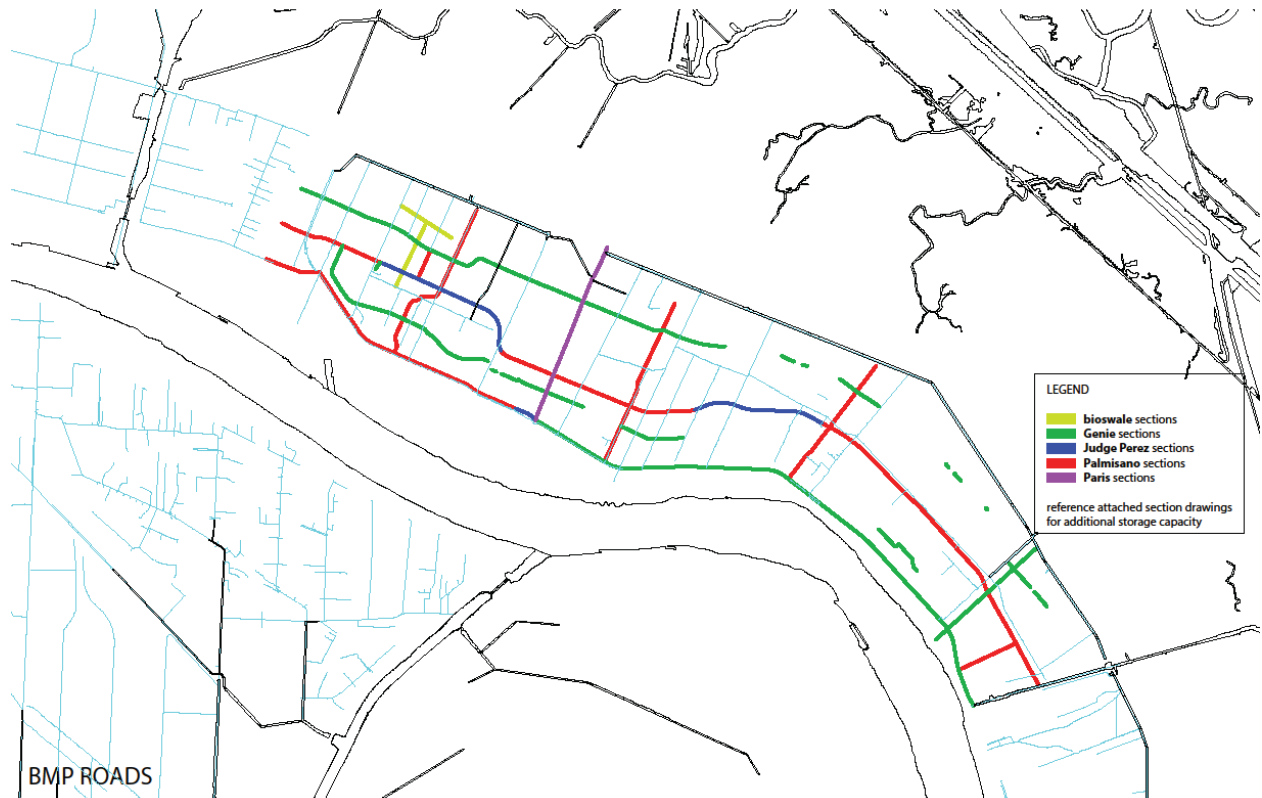 LEGEND
bioswale sections
Genie sections
Judge Perez sections
Palmisano sections
Paris sections
reference attached section drawings
for additional storage capacity
BMP ROADS